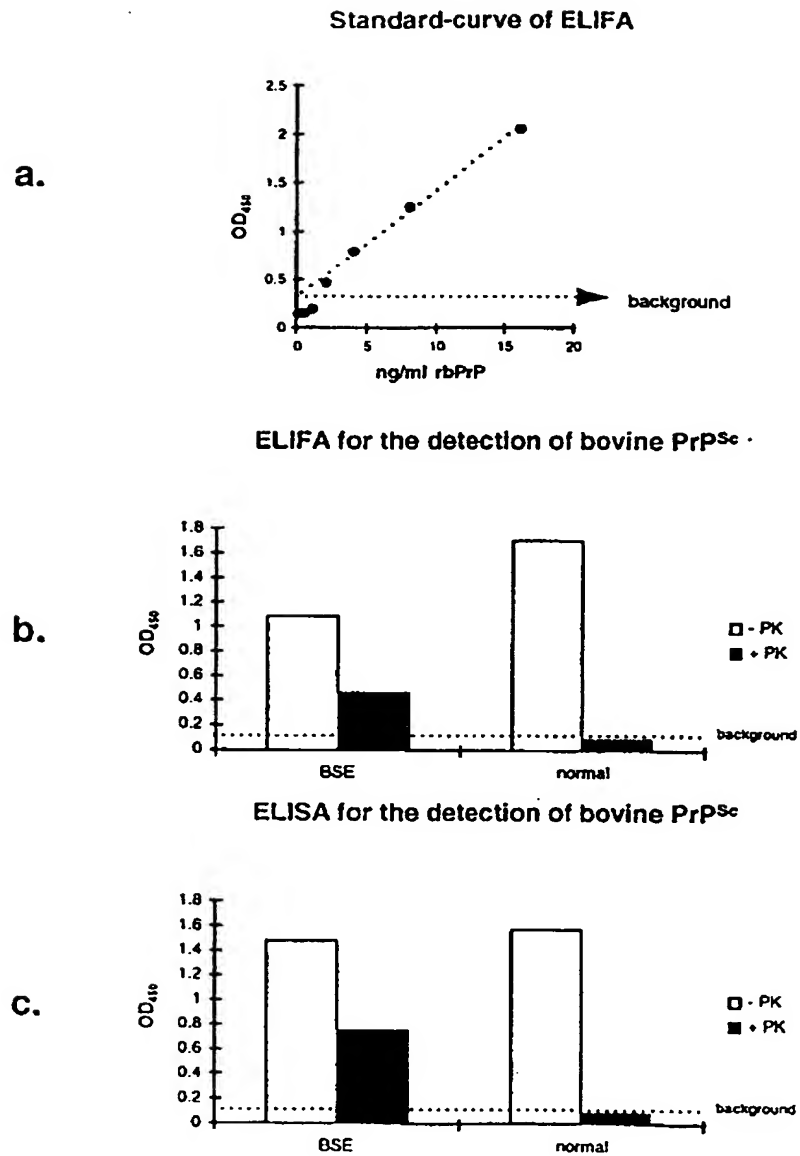 Standard-curve of ELIFA
a.
2.5
2
1.5
1
0.5
0
OD450
0 5 10 15 20
ng/ml rbPrP
background
ELIFA for the detection of bovine PrPSc
b.
1.8
1.6
1.4
1.2
1
0.8
0.6
0.4
0.2
0
OD450
- PK
+ PK
background
BSE normal
ELISA for the detection of bovine PrPSc
c.
1.8
1.6
1.4
1.2
1
0.8
0.6
0.4
0.2
0
OD450
- PK
+ PK
background
BSE normal